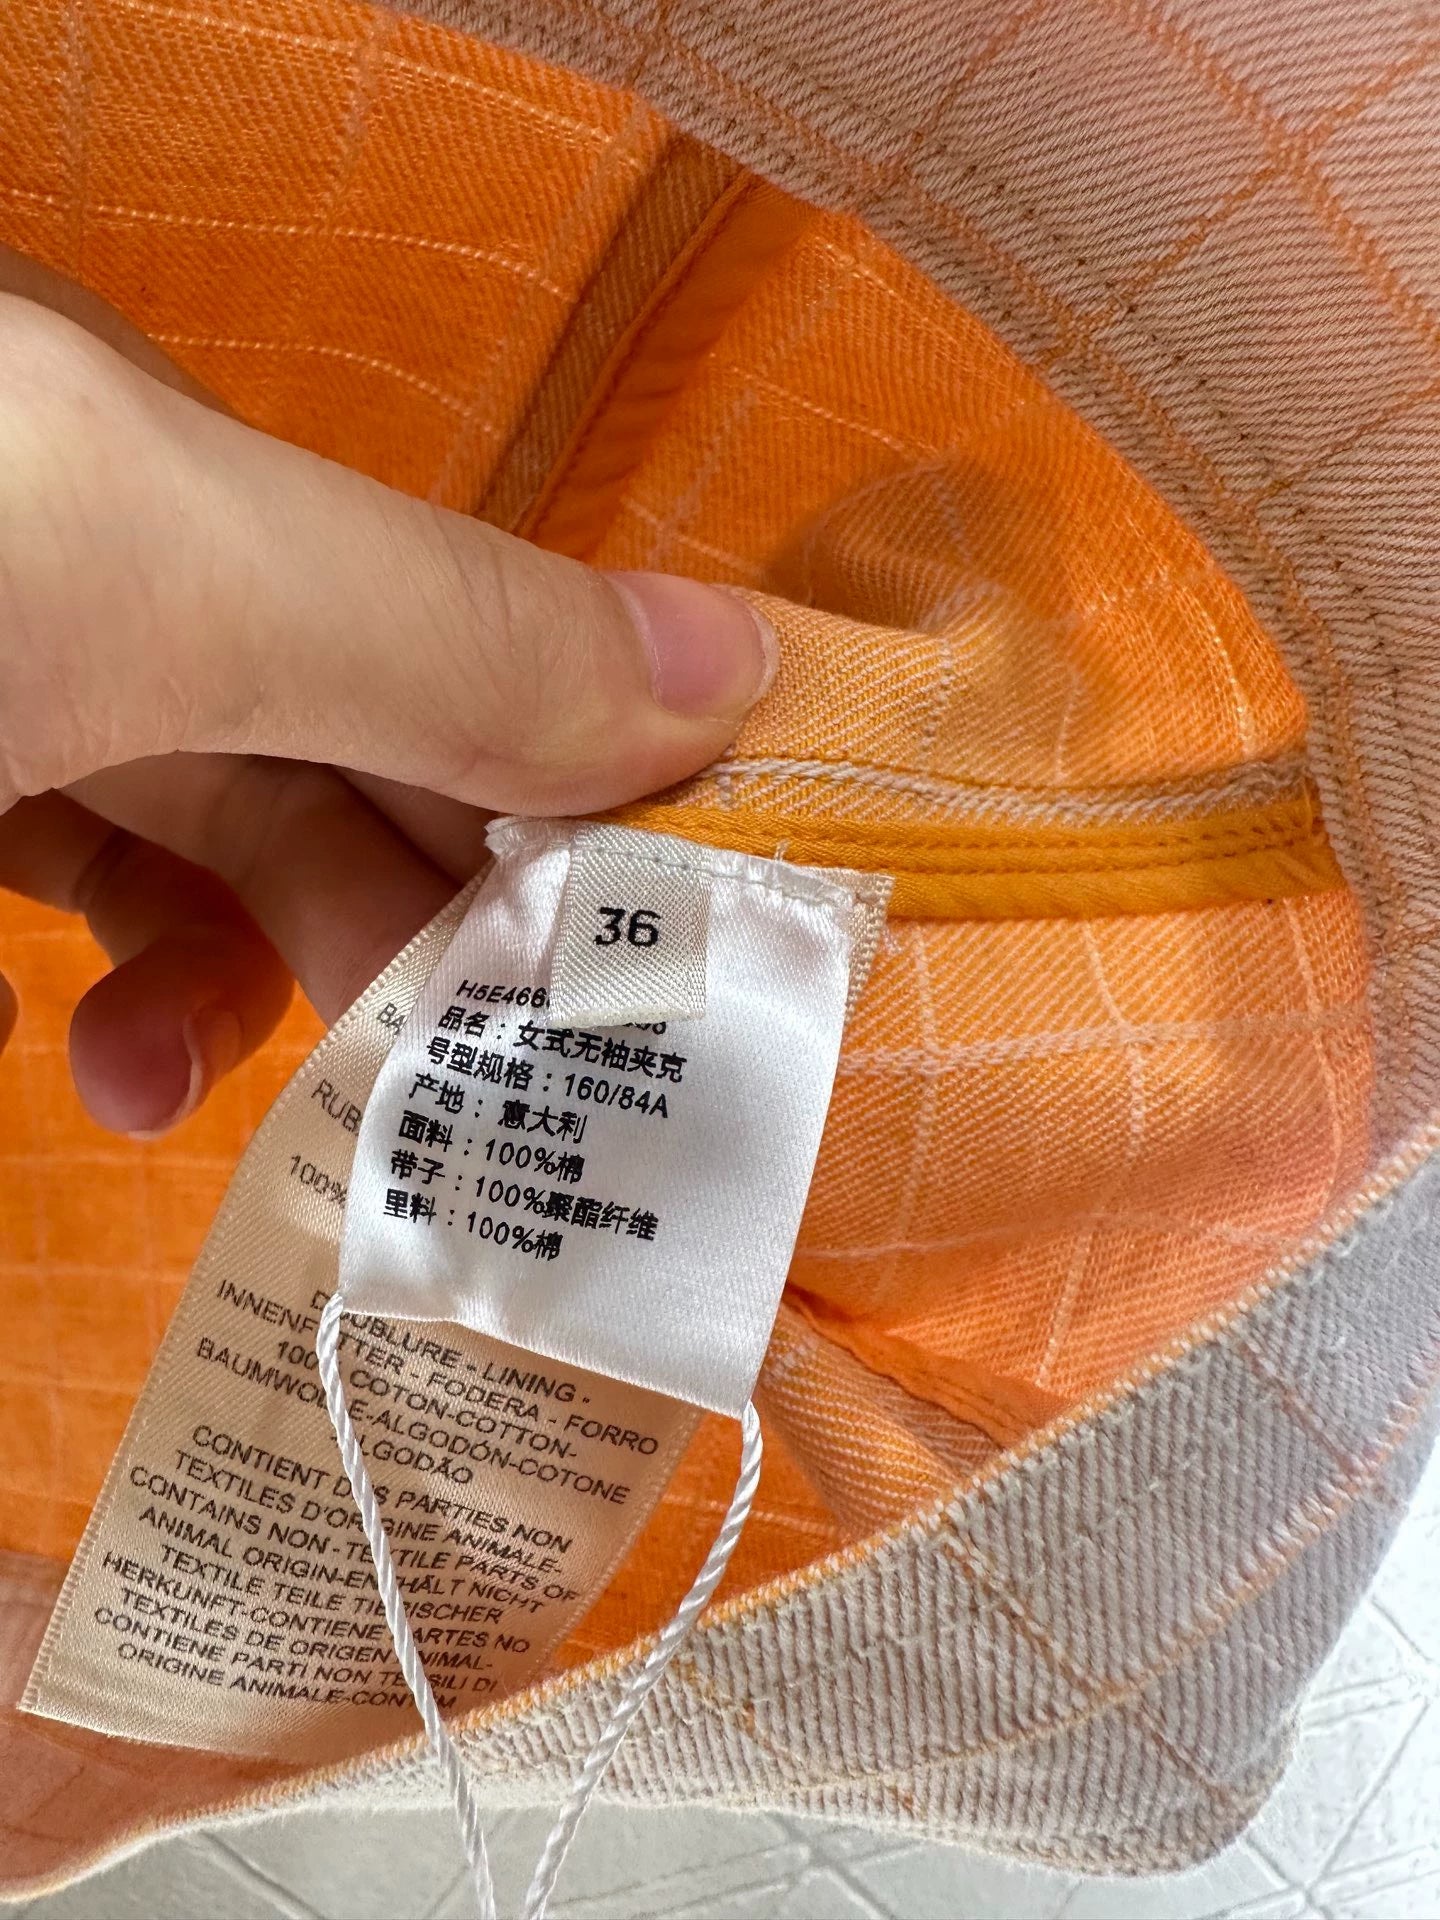 36
H5E466
品名：女式无袖夹克
号型规格：160/84A
产地：意大利
面料：100%棉
带子：100%聚酯纤维
里料：100%棉
BA
RUB
100%
DOUBLURE - LINING -
INNENFUTTER - FODERA - FORRO
100% COTON-COTTON-
BAUMWOLLE-ALGODÓN-COTONE
ALGODÃO
CONTIENT DES PARTIES NON
TEXTILES D'ORIGINE ANIMALE-
CONTAINS NON-TEXTILE PARTS OF
ANIMAL ORIGIN-ENTHÄLT NICHT
TEXTILE TEILE TIERISCHER
HERKUNFT-CONTIENE PARTES NO
TEXTILES DE ORIGEN ANIMAL-
CONTIENE PARTI NON TESSILI DI
ORIGINE ANIMALE-CONTÉM